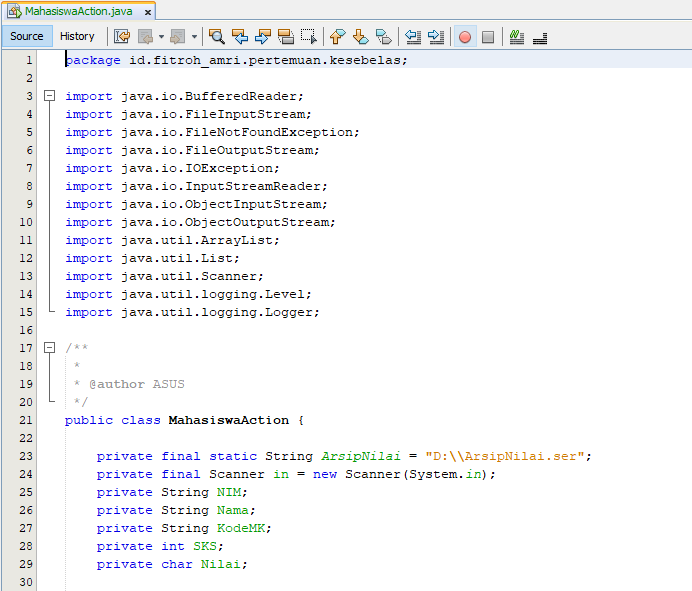 MahasiswaAction.java ×
Source History
1 package id.fitroh_amri.pertemuan.kesebelas;
2
3 import java.io.BufferedReader;
4 import java.io.FileInputStream;
5 import java.io.FileNotFoundException;
6 import java.io.FileOutputStream;
7 import java.io.IOException;
8 import java.io.InputStreamReader;
9 import java.io.ObjectInputStream;
10 import java.io.ObjectOutputStream;
11 import java.util.ArrayList;
12 import java.util.List;
13 import java.util.Scanner;
14 import java.util.logging.Level;
15 import java.util.logging.Logger;
16
17 /**
18  *
19  * @author ASUS
20  */
21 public class MahasiswaAction {
22
23     private final static String ArsipNilai = "D:\\ArsipNilai.ser";
24     private final Scanner in = new Scanner(System.in);
25     private String NIM;
26     private String Nama;
27     private String KodeMK;
28     private int SKS;
29     private char Nilai;
30